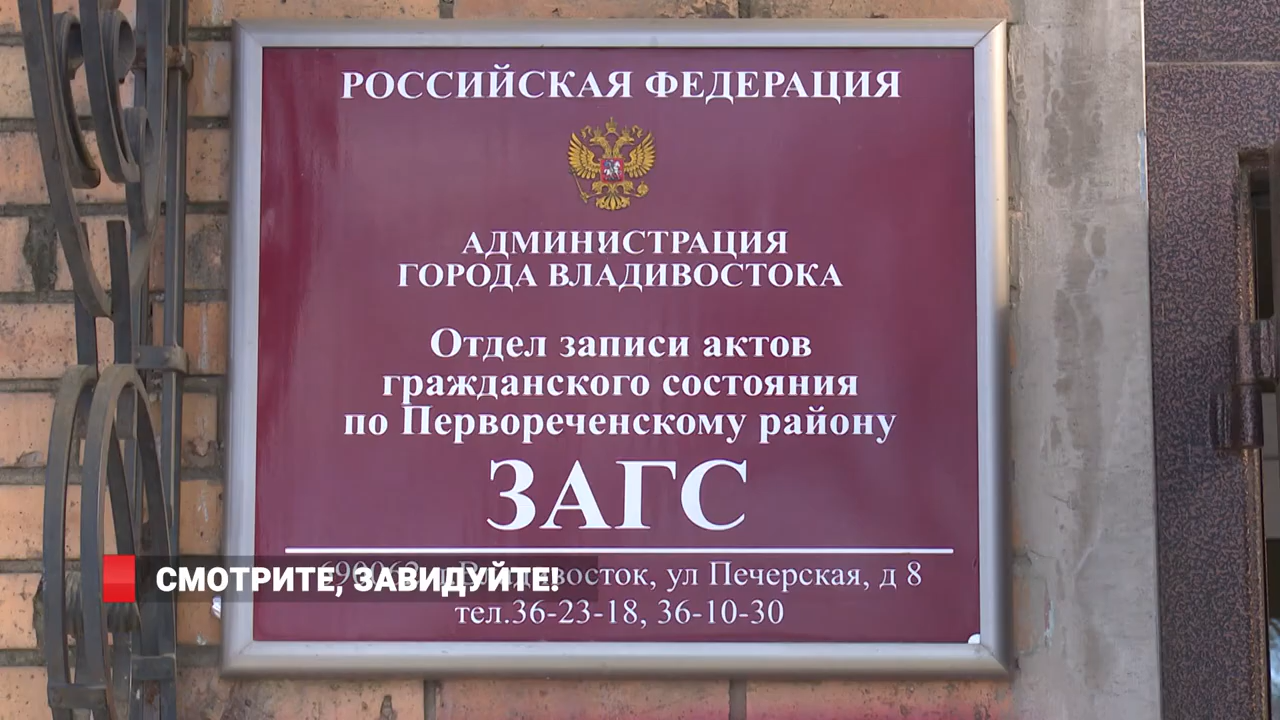 РОССИЙСКАЯ ФЕДЕРАЦИЯ
АДМИНИСТРАЦИЯ
ГОРОДА ВЛАДИВОСТОКА
Отдел записи актов
гражданского состояния
по Первореченскому району
ЗАГС
СМОТРИТЕ, ЗАВИДУЙТЕ!
ул Печерская, д 8
тел.36-23-18, 36-10-30